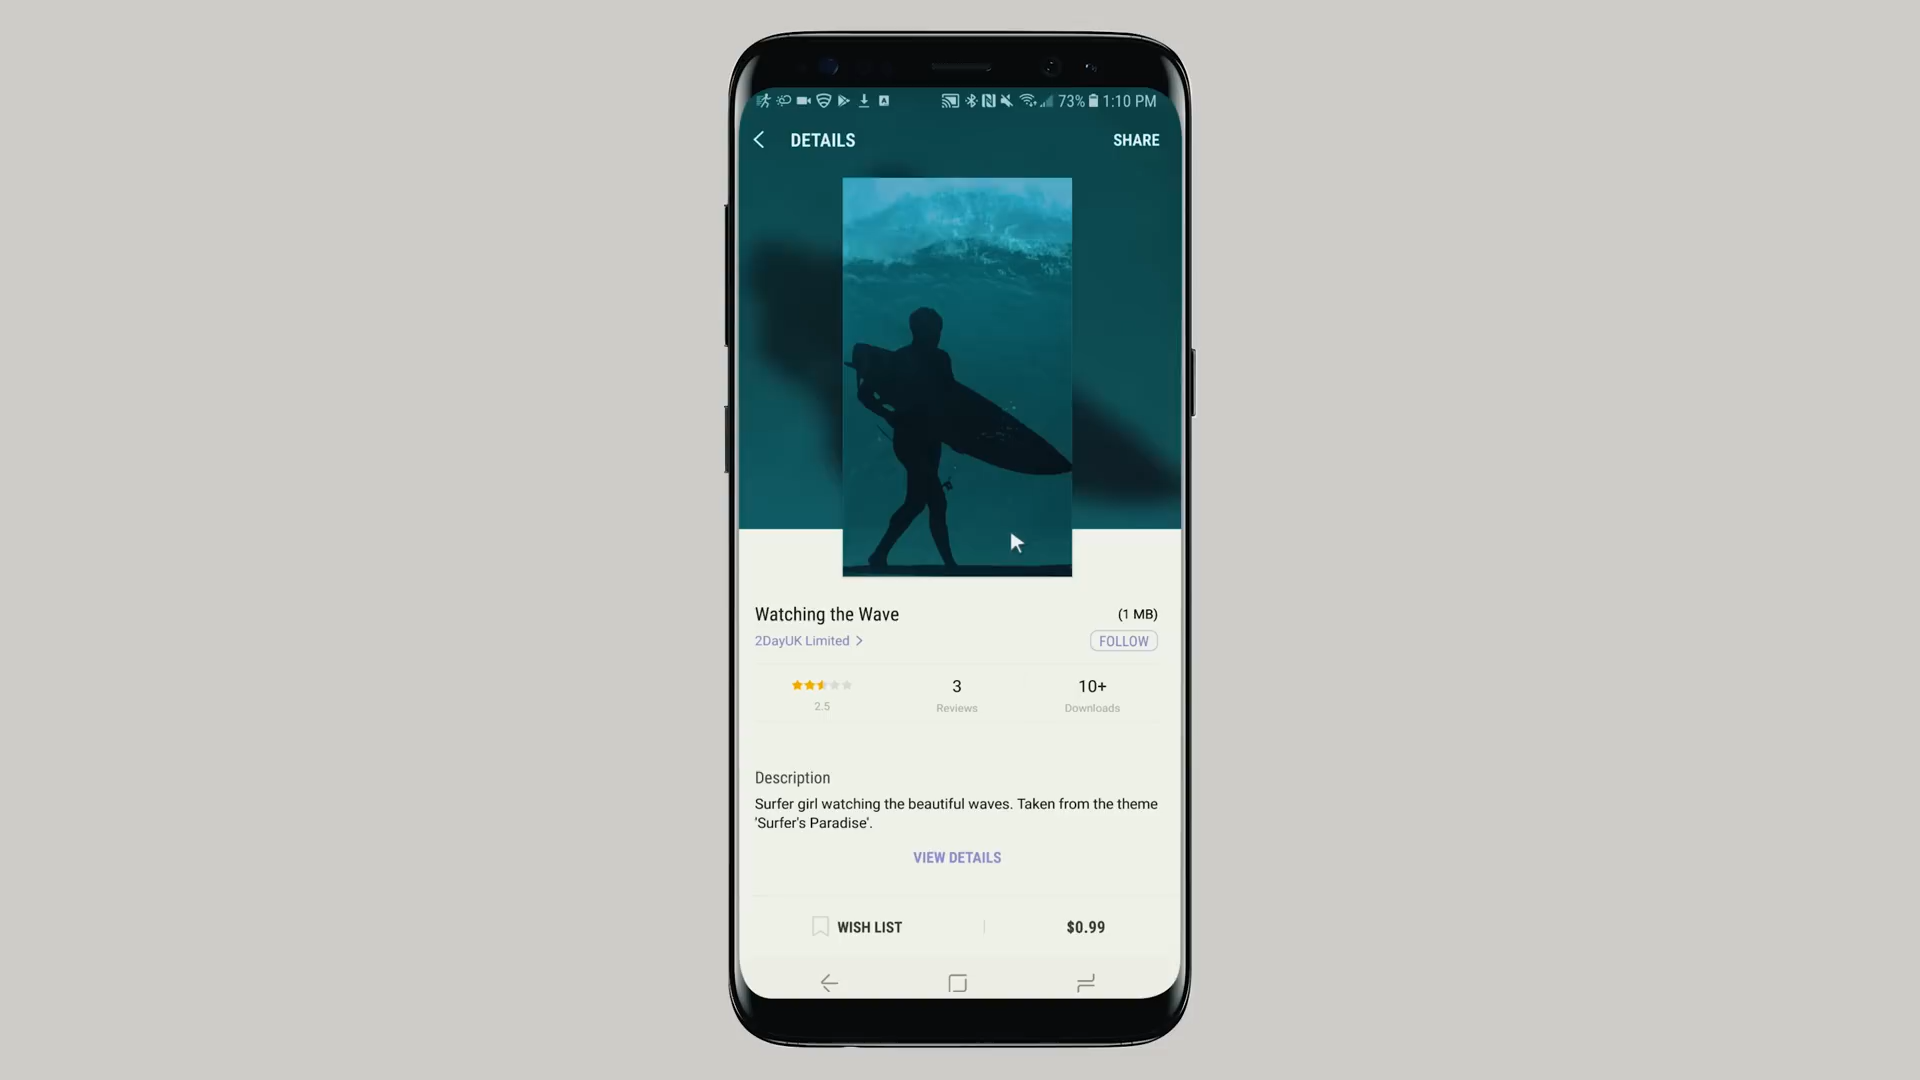 73% 1:10 PM
DETAILS
SHARE
Watching the Wave
(1 MB)
2DayUK Limited >
FOLLOW
2.5
3
Reviews
10+
Downloads
Description
Surfer girl watching the beautiful waves. Taken from the theme
'Surfer's Paradise'.
VIEW DETAILS
WISH LIST
$0.99